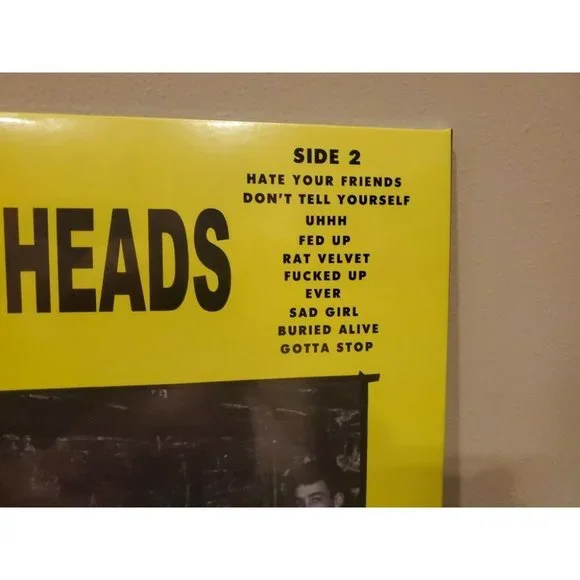 HEADS
SIDE 2
HATE YOUR FRIENDS
DON'T TELL YOURSELF
UHHH
FED UP
RAT VELVET
FUCKED UP
EVER
SAD GIRL
BURIED ALIVE
GOTTA STOP